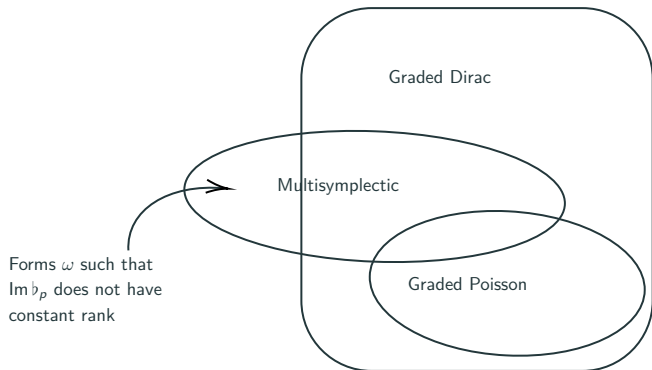 Graded Dirac
Multisymplectic
Graded Poisson
Forms ω such that
Im ♭ₚ does not have
constant rank